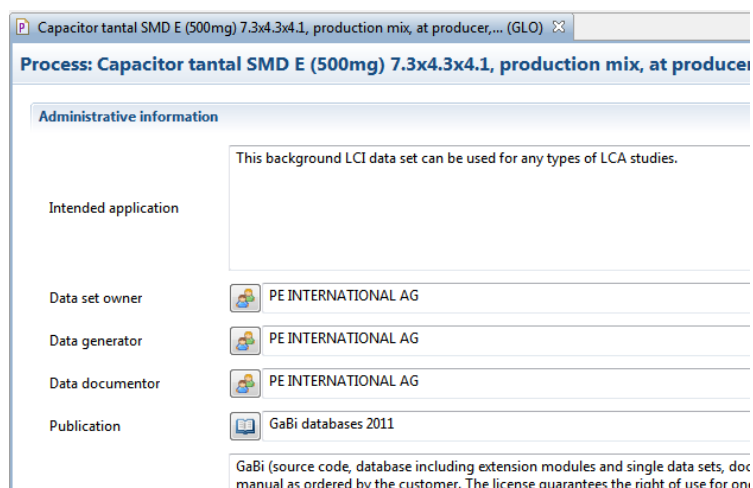 P Capacitor tantal SMD E (500mg) 7.3x4.3x4.1, production mix, at producer,... (GLO)
Process: Capacitor tantal SMD E (500mg) 7.3x4.3x4.1, production mix, at producer
Administrative information
This background LCI data set can be used for any types of LCA studies.
Intended application
Data set owner PE INTERNATIONAL AG
Data generator PE INTERNATIONAL AG
Data documentor PE INTERNATIONAL AG
Publication GaBi databases 2011
GaBi (source code, database including extension modules and single data sets, doc
manual as ordered by the customer. The license guarantees the right of use for one